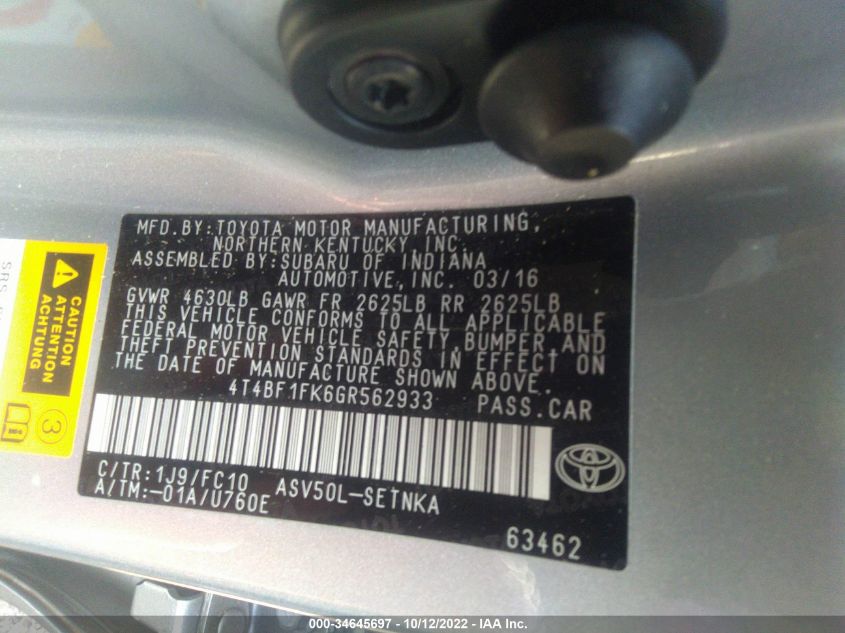 MFD.BY:TOYOTA MOTOR MANUFACTURING,
NORTHERN KENTUCKY, INC.
ASSEMBLED BY:SUBARU OF INDIANA
AUTOMOTIVE,INC. 03/16
GVWR 4630LB GAWR FR 2625LB RR 2625LB
THIS VEHICLE CONFORMS TO ALL APPLICABLE
FEDERAL MOTOR VEHICLE SAFETY,BUMPER,AND
THEFT PREVENTION STANDARDS IN EFFECT ON
THE DATE OF MANUFACTURE SHOWN ABOVE.
4T4BF1FK6GR562933 PASS.CAR
C/TR:1J9/FC10 ASV50L-SETNKA
A/TM:-01A/U760E
63462
CAUTION
ATTENTION
ACHTUNG
3
SRS
000-34645697 - 10/12/2022 - IAA Inc.